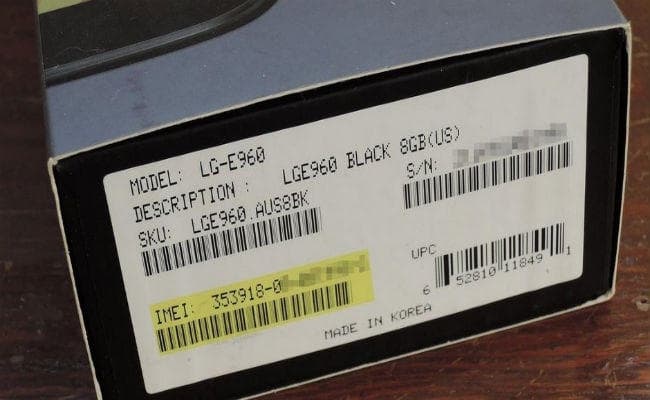 MODEL: LG-E960
DESCRIPTION : LGE960 BLACK 8GB(US)
SKU: LGE960.AUS8BK
S/N:
IMEI: 353918-0
UPC
6 52810 11849 1
MADE IN KOREA